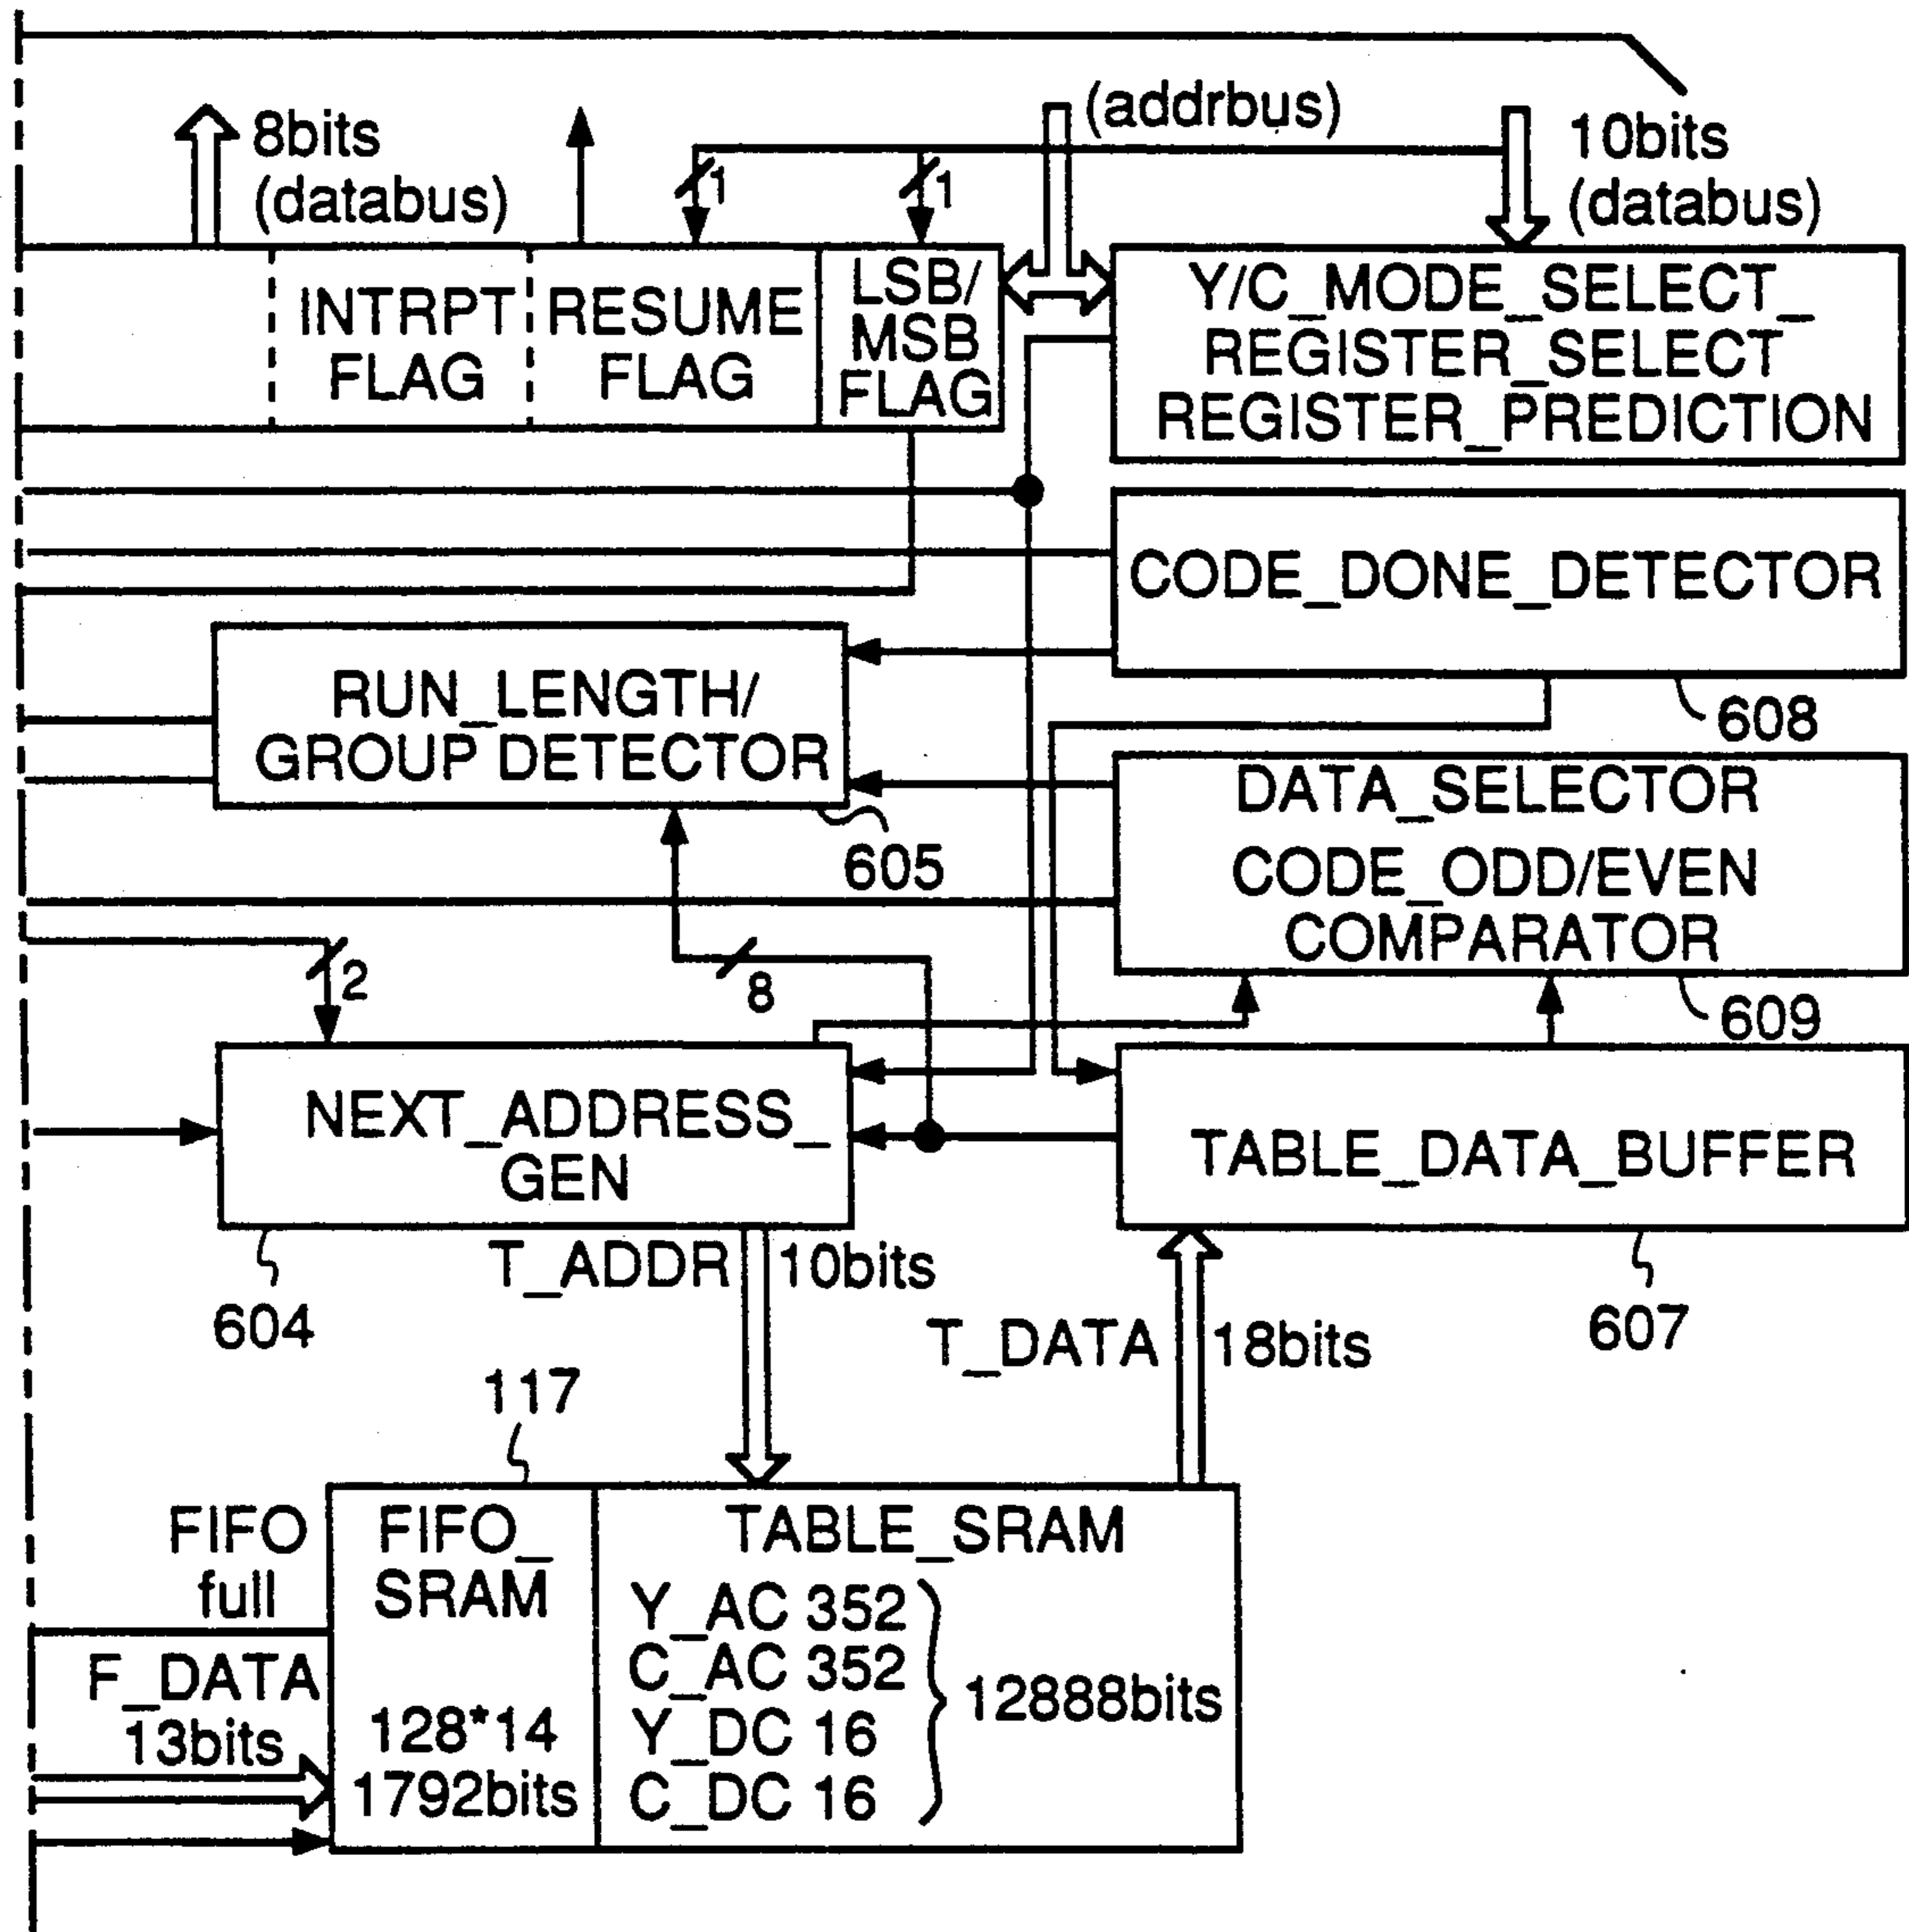 8bits
(databus)
(addrbus)
10bits
(databus)
1
1
INTRPT
FLAG
RESUME
FLAG
LSB/
MSB
FLAG
Y/C_MODE_SELECT_
REGISTER_SELECT
REGISTER_PREDICTION
CODE_DONE_DETECTOR
608
RUN_LENGTH/
GROUP DETECTOR
605
DATA_SELECTOR
CODE_ODD/EVEN
COMPARATOR
609
2
8
NEXT_ADDRESS_
GEN
604
TABLE_DATA_BUFFER
607
T_ADDR
10bits
T_DATA
18bits
117
FIFO
full
F_DATA
13bits
FIFO_
SRAM
128*14
1792bits
TABLE_SRAM
Y_AC 352
C_AC 352
Y_DC 16
C_DC 16
12888bits